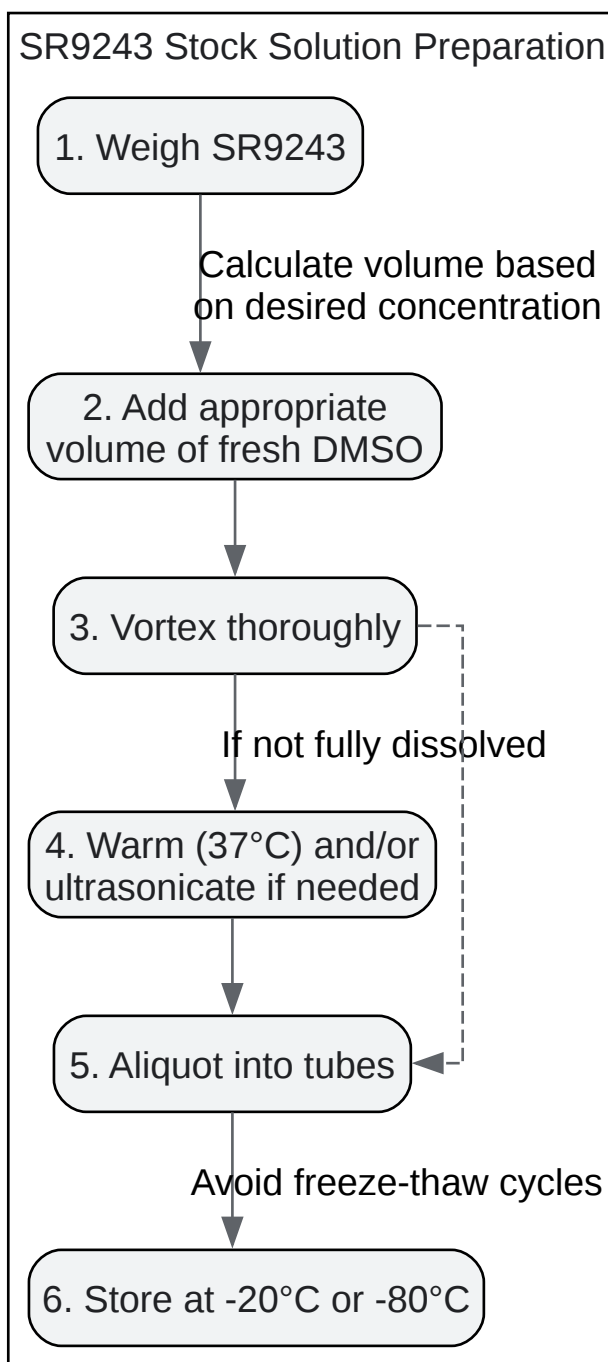 SR9243 Stock Solution Preparation
1. Weigh SR9243
Calculate volume based
on desired concentration
2. Add appropriate
volume of fresh DMSO
3. Vortex thoroughly
If not fully dissolved
4. Warm (37°C) and/or
ultrasonicate if needed
5. Aliquot into tubes
Avoid freeze-thaw cycles
6. Store at -20°C or -80°C